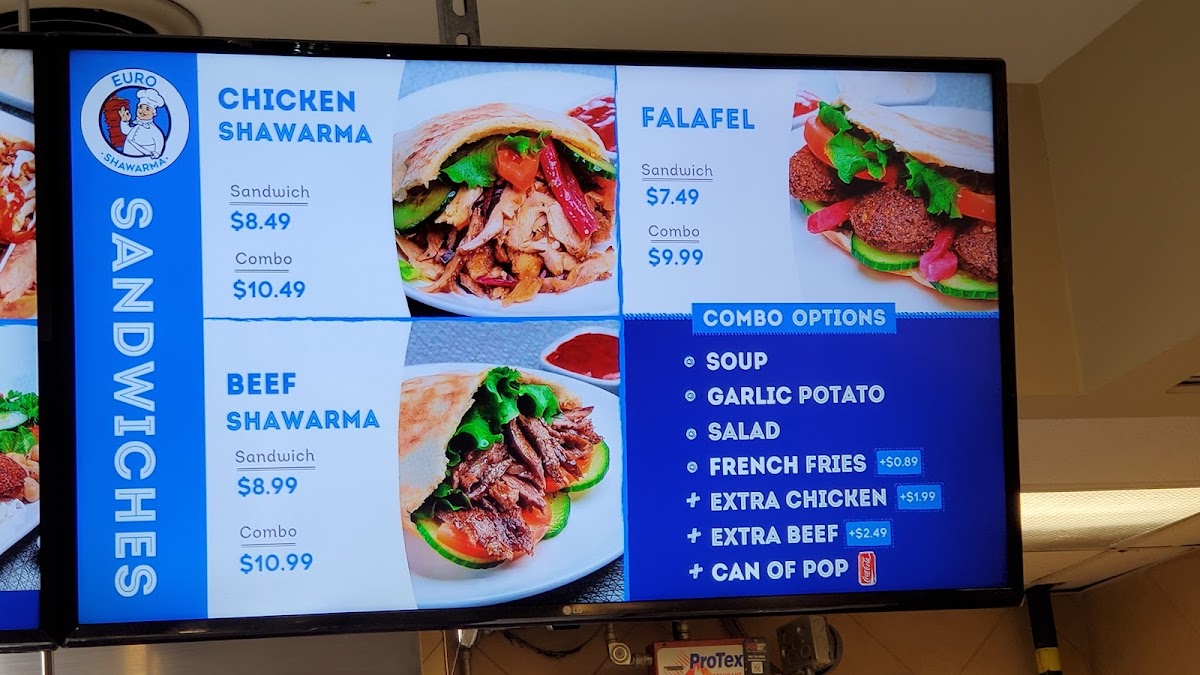 EURO
SHAWARMA
SANDWICHES
CHICKEN
SHAWARMA
Sandwich
$8.49
Combo
$10.49
FALAFEL
Sandwich
$7.49
Combo
$9.99
BEEF
SHAWARMA
Sandwich
$8.99
Combo
$10.99
COMBO OPTIONS
SOUP
GARLIC POTATO
SALAD
FRENCH FRIES +$0.89
+ EXTRA CHICKEN +$1.99
+ EXTRA BEEF +$2.49
+ CAN OF POP
Coca-Cola
LG
ProTex